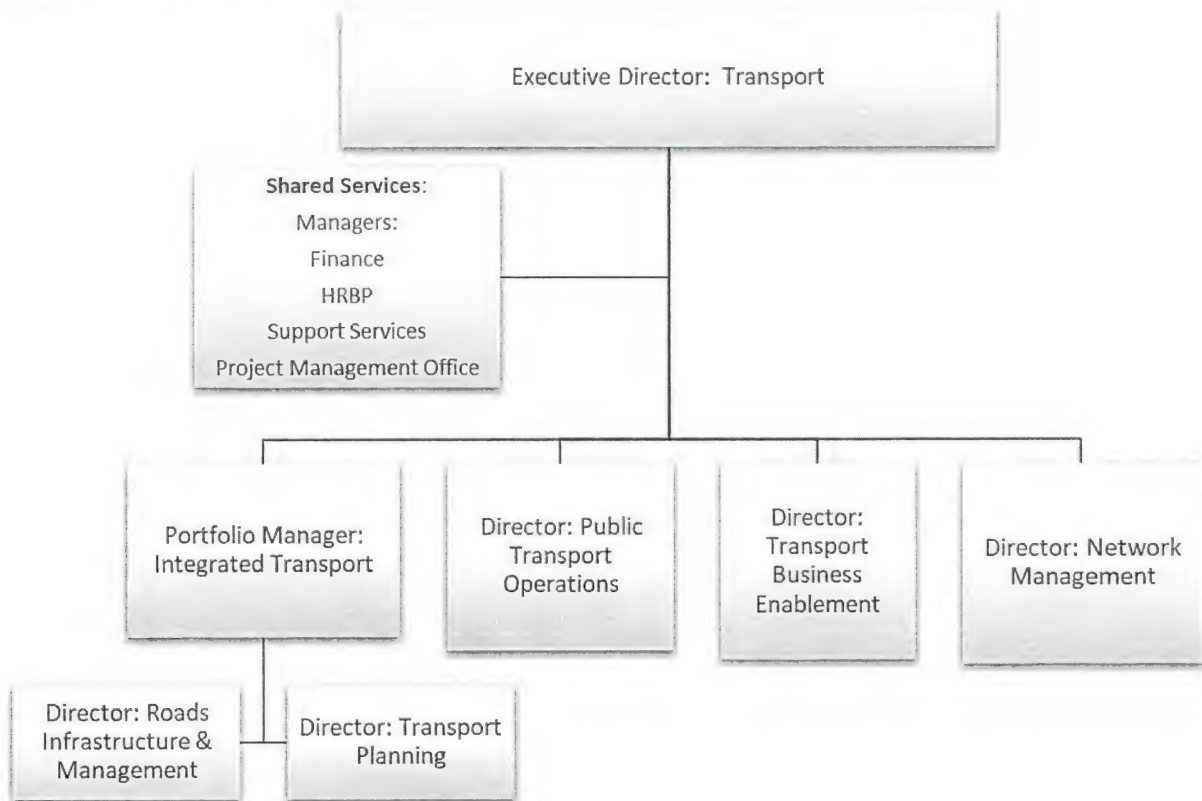 Executive Director: Transport
Shared Services:
Managers:
Finance
HRBP
Support Services
Project Management Office
Portfolio Manager:
Integrated Transport
Director: Public
Transport
Operations
Director:
Transport
Business
Enablement
Director: Network
Management
Director: Roads
Infrastructure &
Management
Director: Transport
Planning